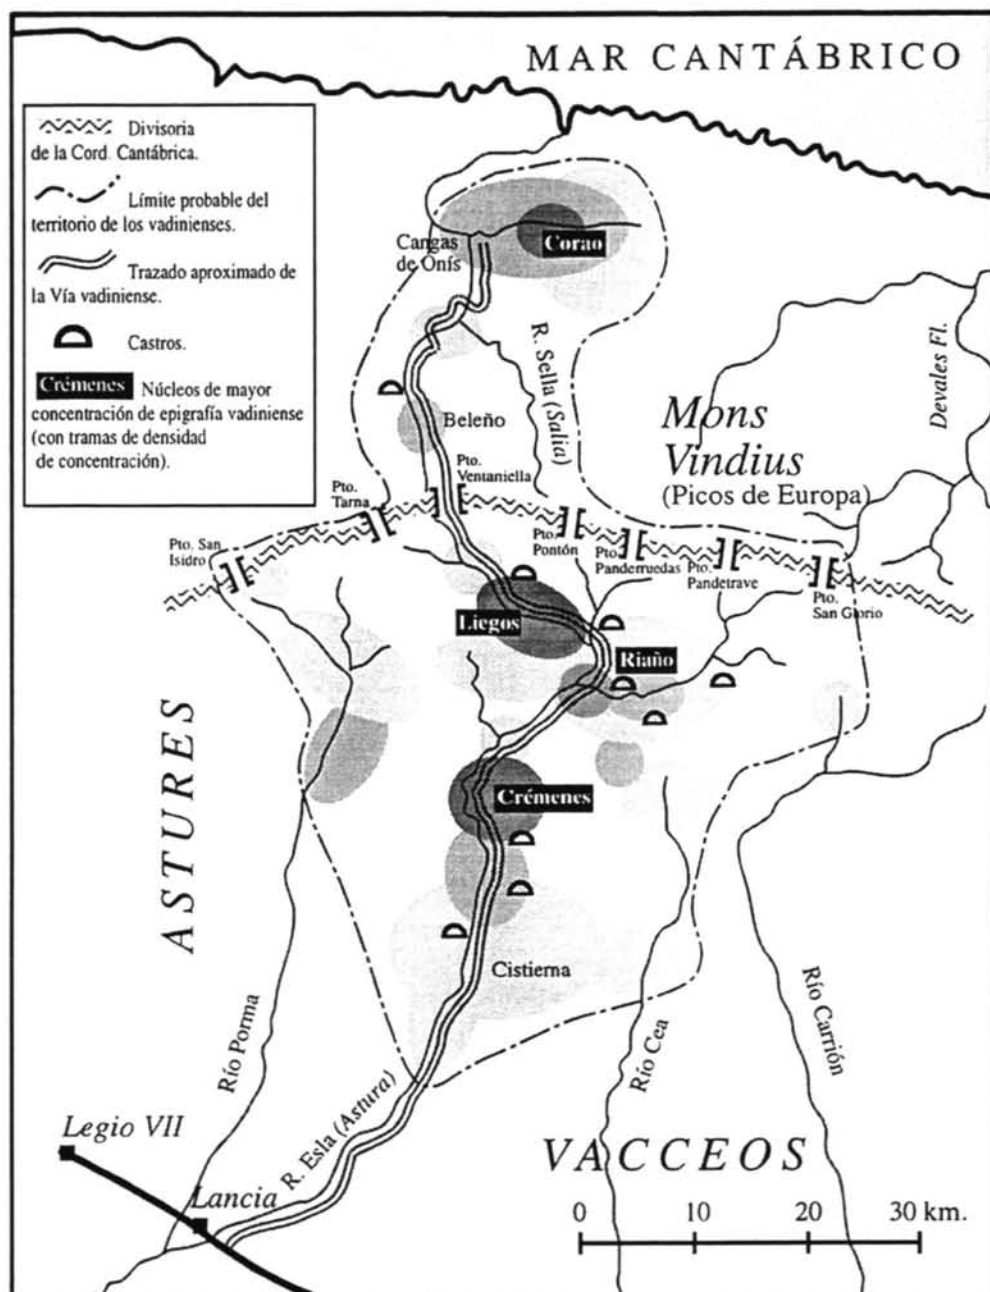 MAR CANTÁBRICO
Divisoria
de la Cord. Cantábrica.
Límite probable del
territorio de los vadinienses.
Trazado aproximado de
la Vía vadiniense.
Castros.
Crémenes Núcleos de mayor
concentración de epigrafía vadiniense
(con tramas de densidad
de concentración).
Cangas
de Onís
Corao
R. Sella (Salia)
Devales Fl.
Mons
Vindius
(Picos de Europa)
Beleño
Pto.
Ventaniella
Pto.
Tarna
Pto. San
Isidro
Pto.
Pontón
Pto.
Panderruedas
Pto.
Pandetrave
Pto.
San Glorio
Liegos
Riaño
ASTURES
Crémenes
Cistierna
Río Porma
R. Esla (Astura)
Río Cea
Río Carrión
Legio VII
Lancia
VACCEOS
0 10 20 30 km.